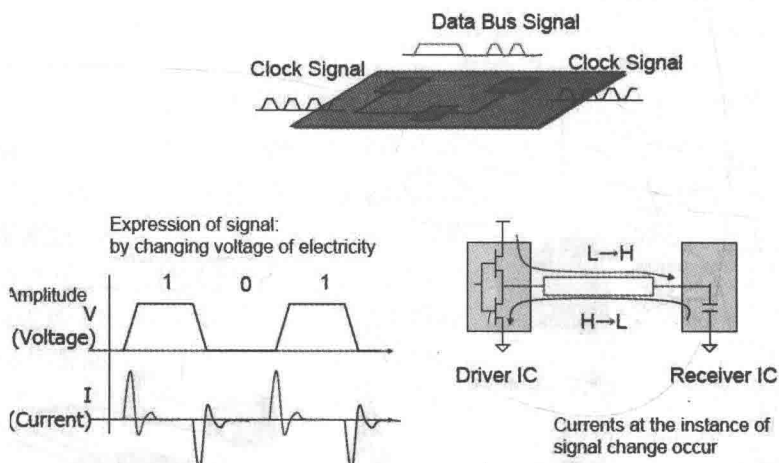 Data Bus Signal
Clock Signal
Clock Signal
Expression of signal:
by changing voltage of electricity
1 0 1
Amplitude
V
(Voltage)
I
(Current)
L→H
H→L
Driver IC
Receiver IC
Currents at the instance of
signal change occur